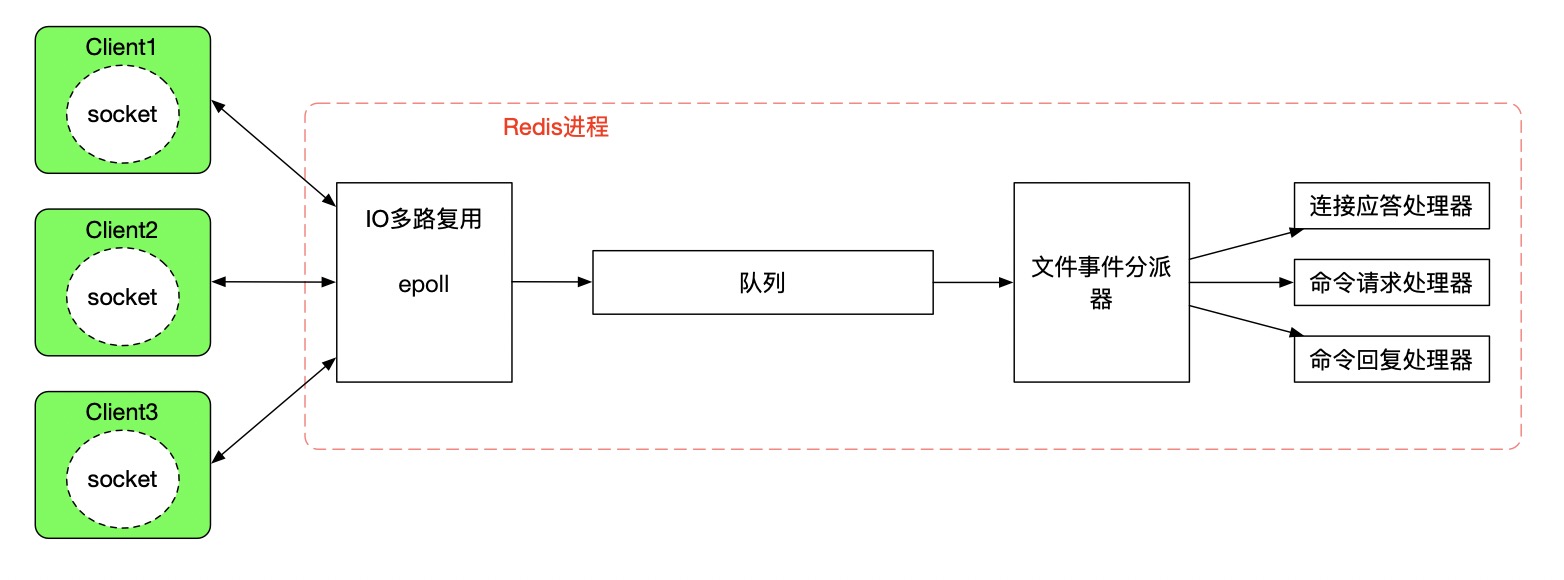 Client1
socket
Client2
socket
Client3
socket
Redis进程
IO多路复用
epoll
队列
文件事件分派
器
连接应答处理器
命令请求处理器
命令回复处理器